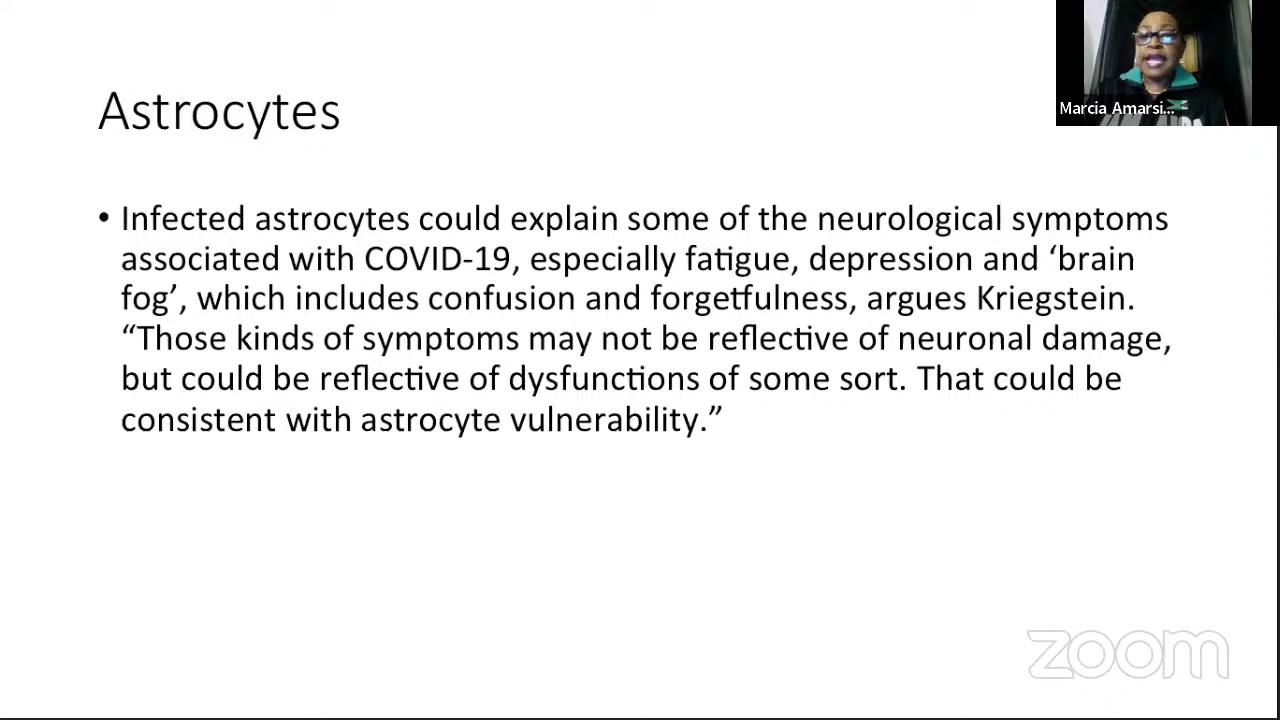 Astrocytes
Marcia Amarsi...
• Infected astrocytes could explain some of the neurological symptoms
associated with COVID-19, especially fatigue, depression and ‘brain
fog’, which includes confusion and forgetfulness, argues Kriegstein.
“Those kinds of symptoms may not be reflective of neuronal damage,
but could be reflective of dysfunctions of some sort. That could be
consistent with astrocyte vulnerability.”
zoom